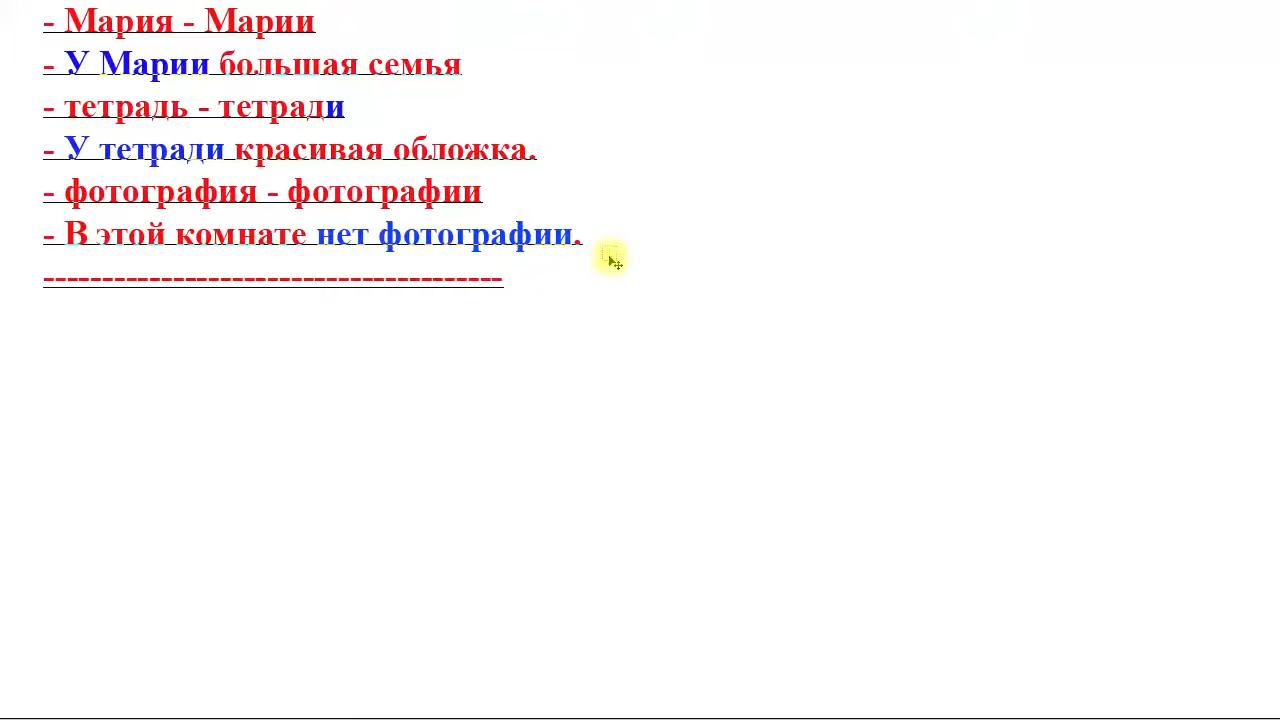 - Мария - Марии
- У Марии большая семья
- тетрадь - тетради
- У тетради красивая обложка.
- фотография - фотографии
- В этой комнате нет фотографии.
---------------------------------------